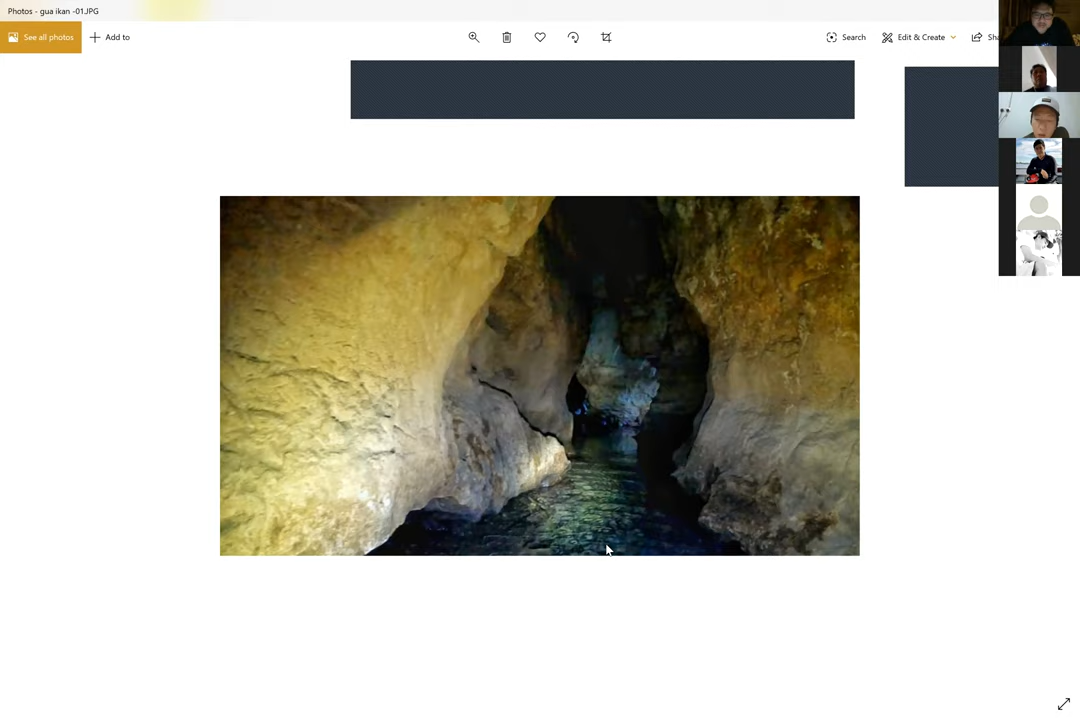 Photos - gua ikan -01.JPG
See all photos
Add to
Search
Edit & Create